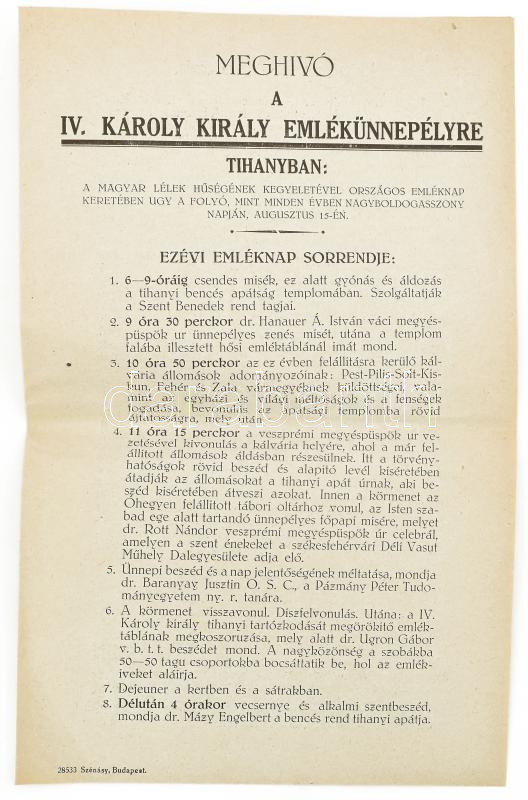 MEGHIVÓ
A
IV. KÁROLY KIRÁLY EMLÉKÜNNEPÉLYRE
TIHANYBAN:
A MAGYAR LÉLEK HŰSÉGÉNEK KEGYELETÉVEL ORSZÁGOS EMLÉKNAP
KERETÉBEN UGY A FOLYÓ, MINT MINDEN ÉVBEN NAGYBOLDOGASSZONY
NAPJÁN, AUGUSZTUS 15-ÉN.
EZÉVI EMLÉKNAP SORRENDJE:
1. 6—9-óráig csendes misék, ez alatt gyónás és áldozás
a tihanyi bencés apátság templomában. Szolgáltatják
a Szent Benedek rend tagjai.
2. 9 óra 30 perckor dr. Hanauer Á. István váci megyés-
püspök ur ünnepélyes zenés misét, utána a templom
falába illesztett hősi emléktáblánál imát mond.
3. 10 óra 50 perckor az ez évben felállításra kerülő kál-
vária állomások adományozóinak: Pest-Pilis-Solt-Kis-
kun, Fehér és Zala vármegyéknek küldöttségei, vala-
mint az egyházi és világi méltóságok és a fenségek
fogadása, bevonulás az apátsági templomba rövid
ájtatosságra, mely után
4. 11 óra 15 perckor a veszprémi megyéspüspök ur ve-
zetésével kivonulás a kálvária helyére, ahol a már fel-
állított állomások áldásban részesülnek. Itt a törvény-
hatóságok rövid beszéd és alapitó levél kiséretében
átadják az állomásokat a tihanyi apát úrnak, aki be-
széd kiséretében átveszi azokat. Innen a körmenet az
Óhegyen felállított tábori oltárhoz vonul, az Isten sza-
bad ege alatt tartandó ünnepélyes főpapi misére, melyet
dr. Rott Nándor veszprémi megyéspüspök úr celebrál,
amelyen a szent énekeket a székesfehérvári Déli Vasut
Műhely Dalegyesülete adja elő.
5. Ünnepi beszéd és a nap jelentőségének méltatása, mondja
dr. Baranyay Jusztin O. S. C., a Pázmány Péter Tudo-
mányegyetem ny. r. tanára.
6. A körmenet visszavonul. Diszfelvonulás. Utána: a IV.
Károly király tihanyi tartózkodását megörökitő emlék-
táblának megkoszoruzása, mely alatt dr. Ugron Gábor
v. b. t. t. beszédet mond. A nagyközönség a szobákba
50—50 tagu csoportokba bocsáttatik be, hol az emlék-
iveket aláirja.
7. Dejeuner a kertben és a sátrakban.
8. Délután 4 órakor vecsernye és alkalmi szentbeszéd,
mondja dr. Mázy Engelbert a bencés rend tihanyi apátja.
28533 Szénásy, Budapest.